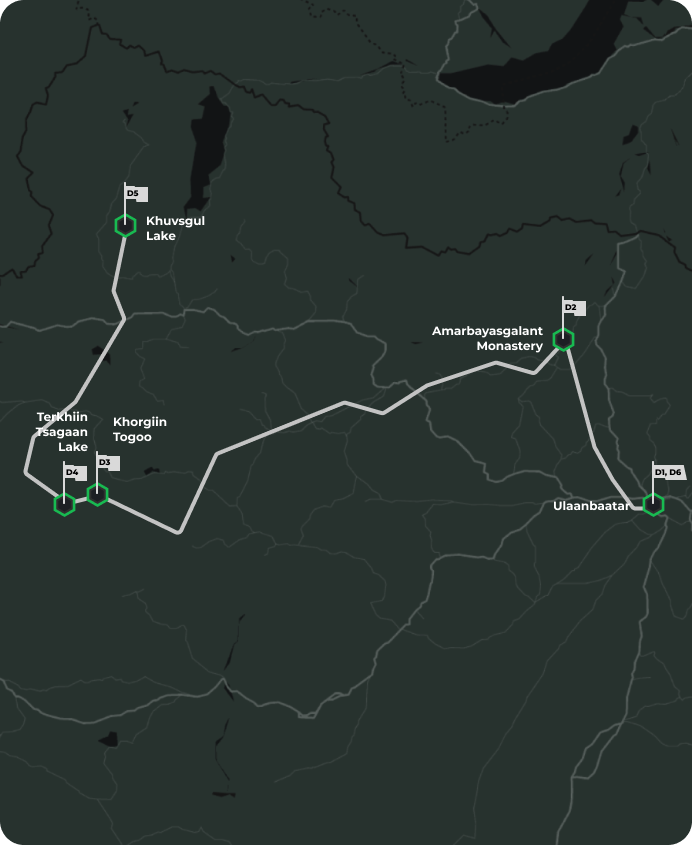 D5
Khuvsgul
Lake
D2
Amarbayasgalant
Monastery
Terkhiin
Tsagaan
Lake
Khorgiin
Togoo
D3
D4
D1, D6
Ulaanbaatar